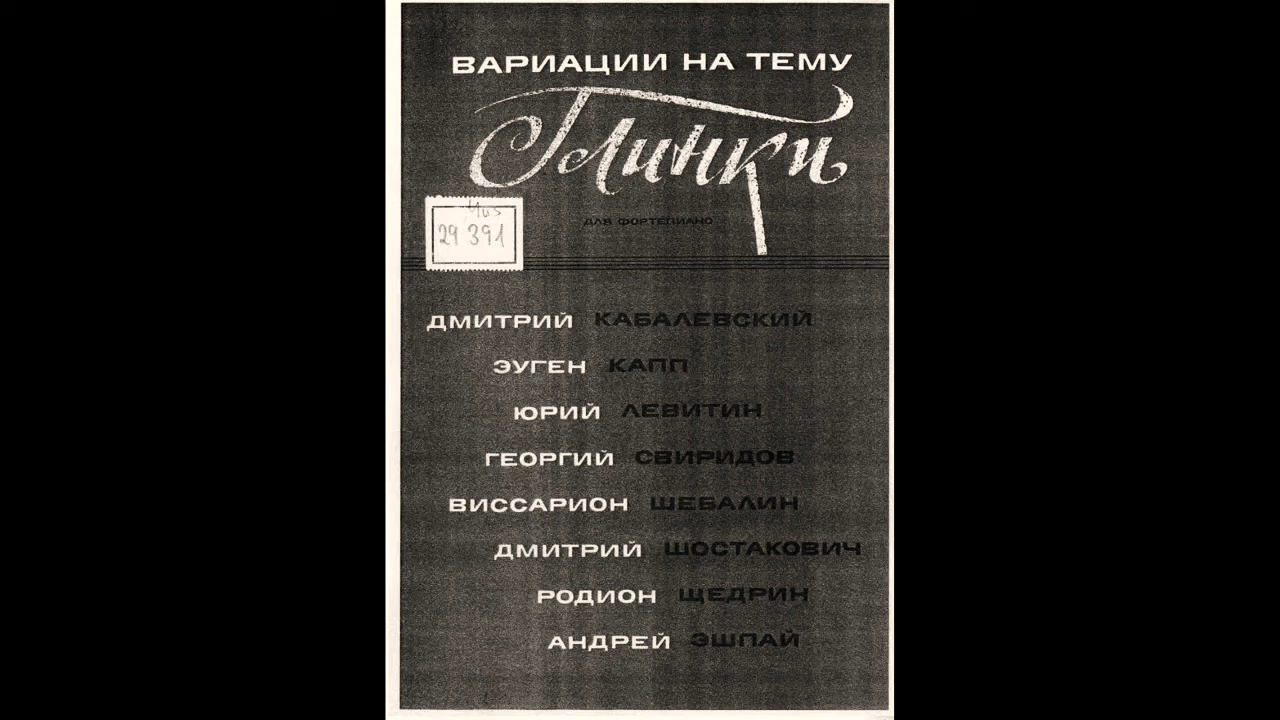 ВАРИАЦИИ НА ТЕМУ
Глинки
ДЛЯ ФОРТЕПИАНО
Mus
29 391
ДМИТРИЙ КАБАЛЕВСКИЙ
ЭУГЕН КАПП
ЮРИЙ ЛЕВИТИН
ГЕОРГИЙ СВИРИДОВ
ВИССАРИОН ШЕБАЛИН
ДМИТРИЙ ШОСТАКОВИЧ
РОДИОН ЩЕДРИН
АНДРЕЙ ЭШПАЙ